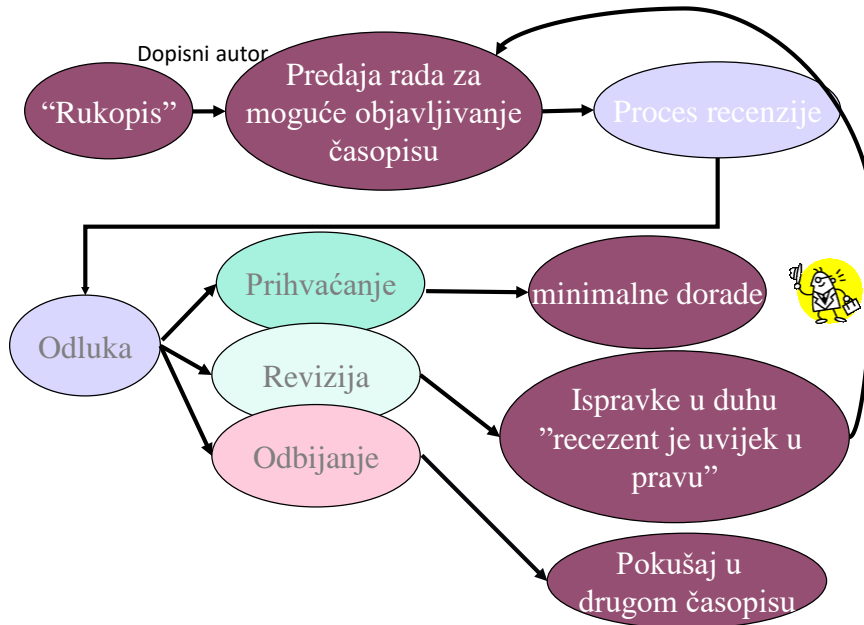 Dopisni autor
“Rukopis”
Predaja rada za
moguće objavljivanje
časopisu
Proces recenzije
Odluka
Prihvaćanje
minimalne dorade
Revizija
Ispravke u duhu
”recezent je uvijek u
pravu”
Odbijanje
Pokušaj u
drugom časopisu